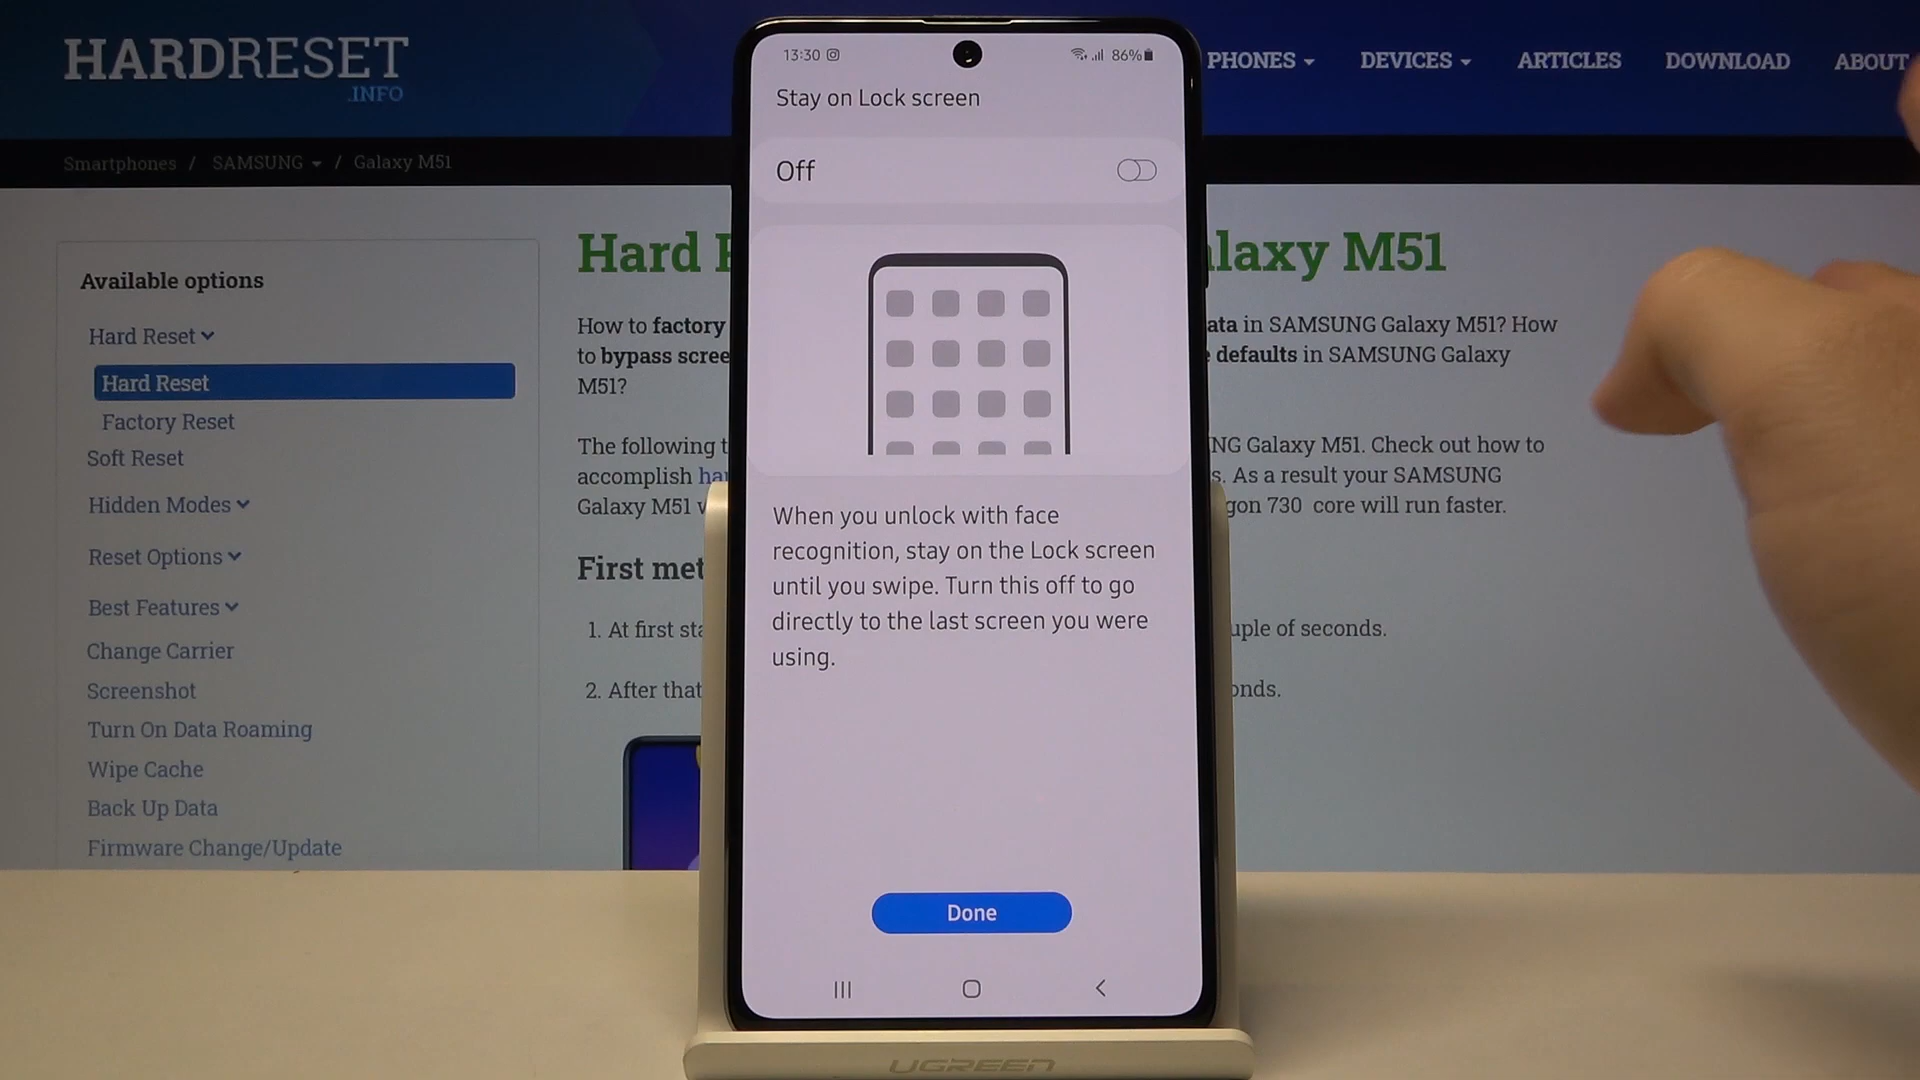 HARDRESET
.INFO
PHONES
DEVICES
ARTICLES
DOWNLOAD
ABOUT
Smartphones / SAMSUNG / Galaxy M51
Available options
Hard Reset
Hard Reset
Factory Reset
Soft Reset
Hidden Modes
Reset Options
Best Features
Change Carrier
Screenshot
Turn On Data Roaming
Wipe Cache
Back Up Data
Firmware Change/Update
Hard
alaxy M51
How to factory
ata in SAMSUNG Galaxy M51? How
to bypass scree
defaults in SAMSUNG Galaxy
M51?
The following t
NG Galaxy M51. Check out how to
accomplish ha
s. As a result your SAMSUNG
Galaxy M51
gon 730 core will run faster.
First met
1. At first sta
uple of seconds.
2. After that
onds.
13:30
86%
Stay on Lock screen
Off
When you unlock with face
recognition, stay on the Lock screen
until you swipe. Turn this off to go
directly to the last screen you were
using.
Done
UGREEN